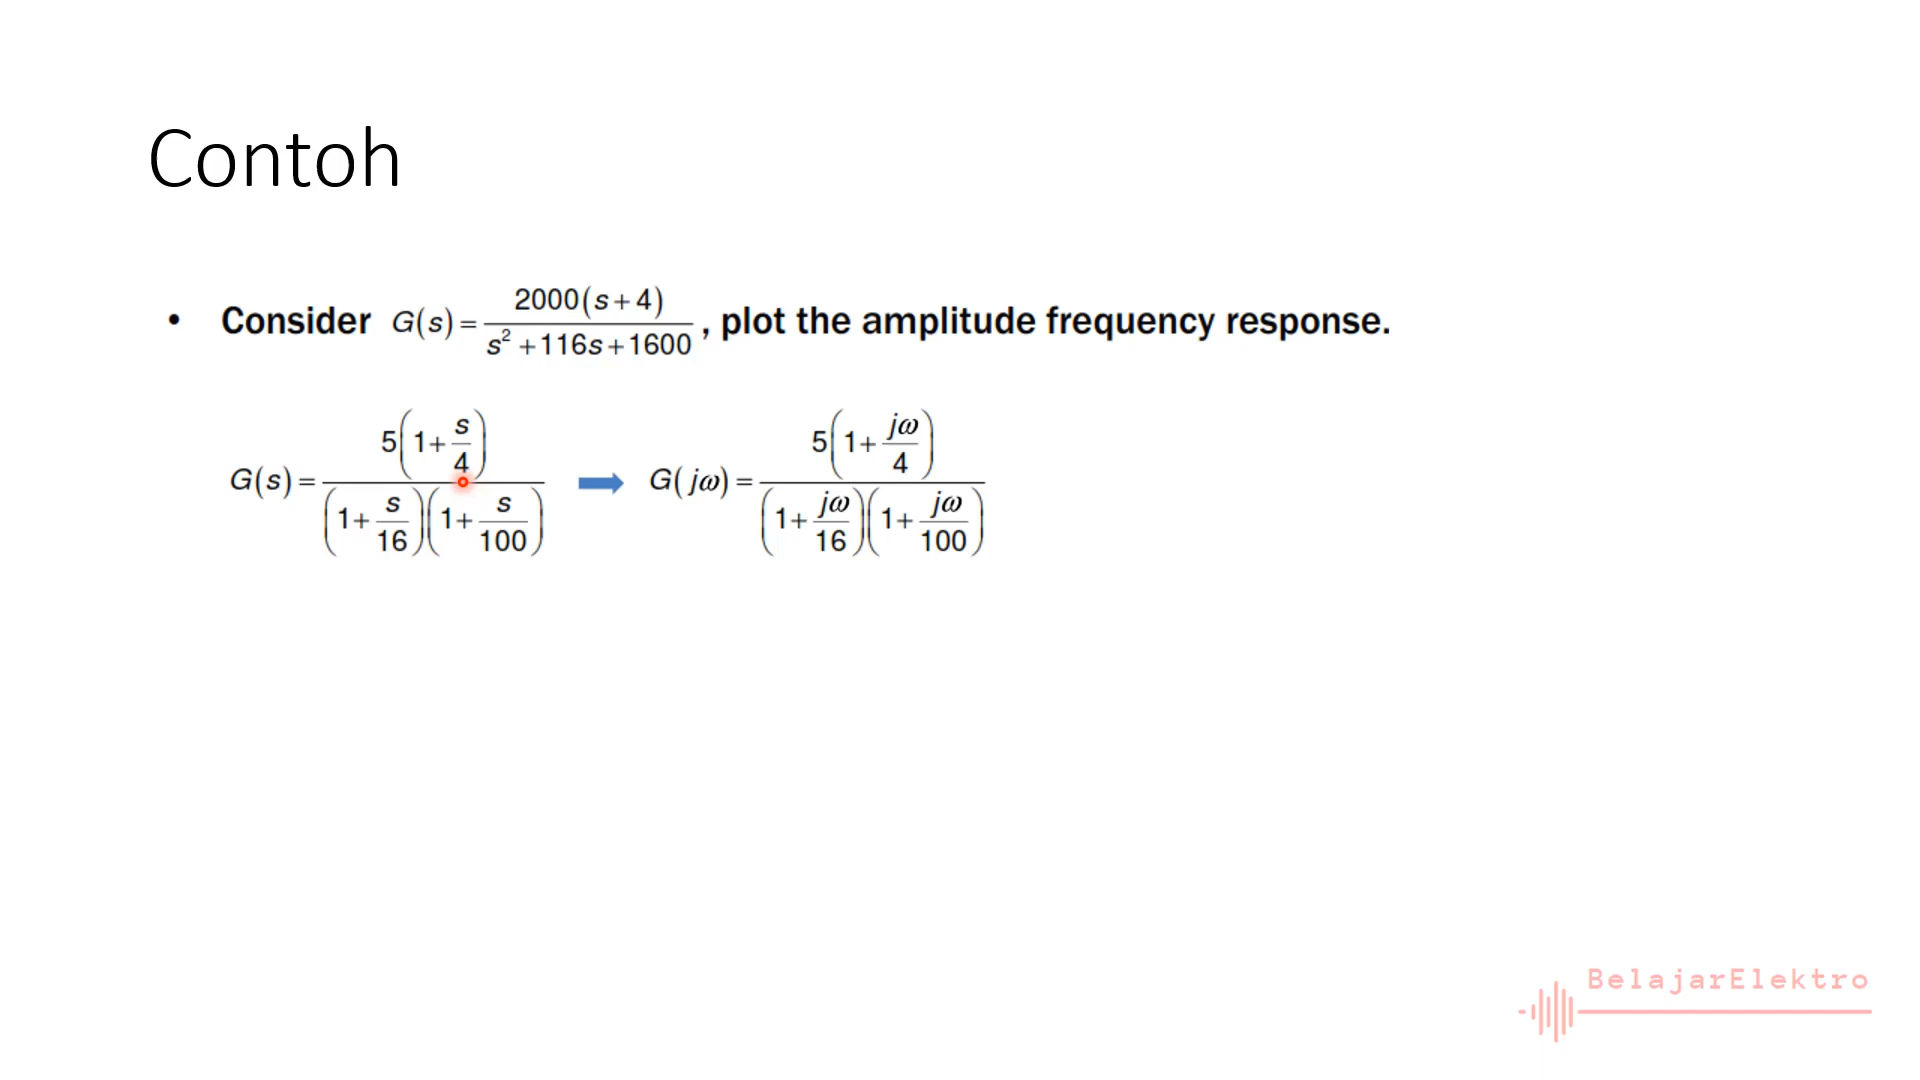 Contoh
• Consider G(s) = 2000(s+4) / (s² +116s+1600) , plot the amplitude frequency response.
G(s) = 5(1+s/4) / ((1+s/16)(1+s/100)) ➡ G(jω) = 5(1+jω/4) / ((1+jω/16)(1+jω/100))
BelajarElektro